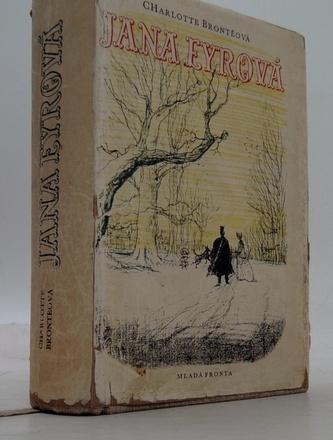 CHARLOTTE BRONTËOVÁ
JANA EYROVÁ
MLADÁ FRONTA
CHARLOTTE
BRONTËOVÁ
JANA EYROVÁ